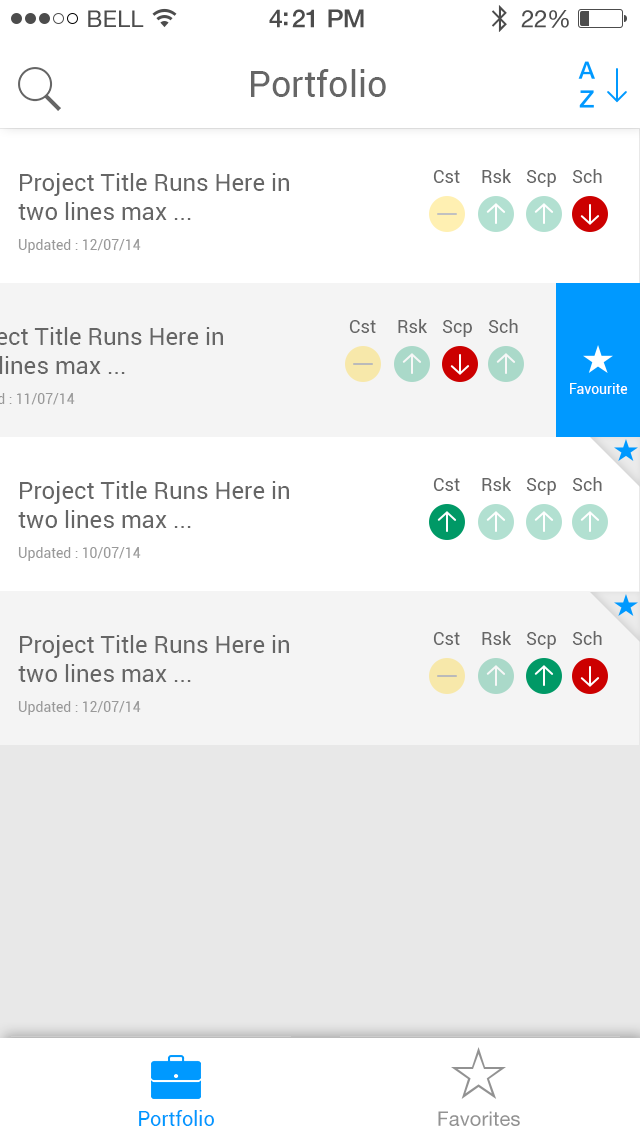 BELL 4:21 PM 22%
Portfolio
A
Z
Cst Rsk Scp Sch
Project Title Runs Here in
two lines max ...
Updated : 12/07/14
Cst Rsk Scp Sch
ect Title Runs Here in
lines max ...
d : 11/07/14
Favourite
Cst Rsk Scp Sch
Project Title Runs Here in
two lines max ...
Updated : 10/07/14
Cst Rsk Scp Sch
Project Title Runs Here in
two lines max ...
Updated : 12/07/14
Portfolio Favorites